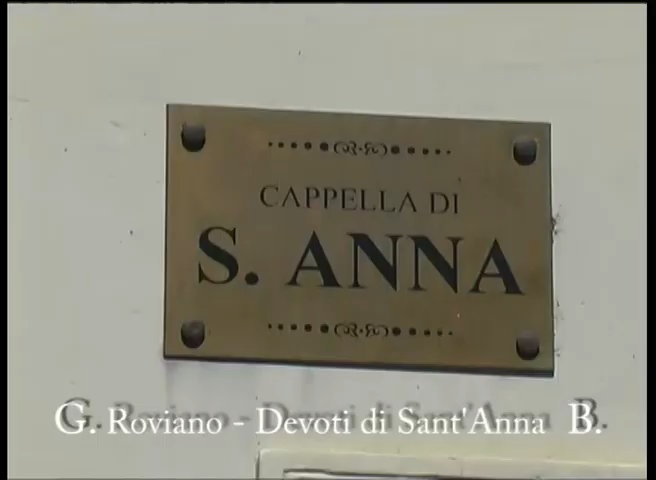 CAPPELLA DI
S. ANNA
G. Roviano - Devoti di Sant'Anna B.